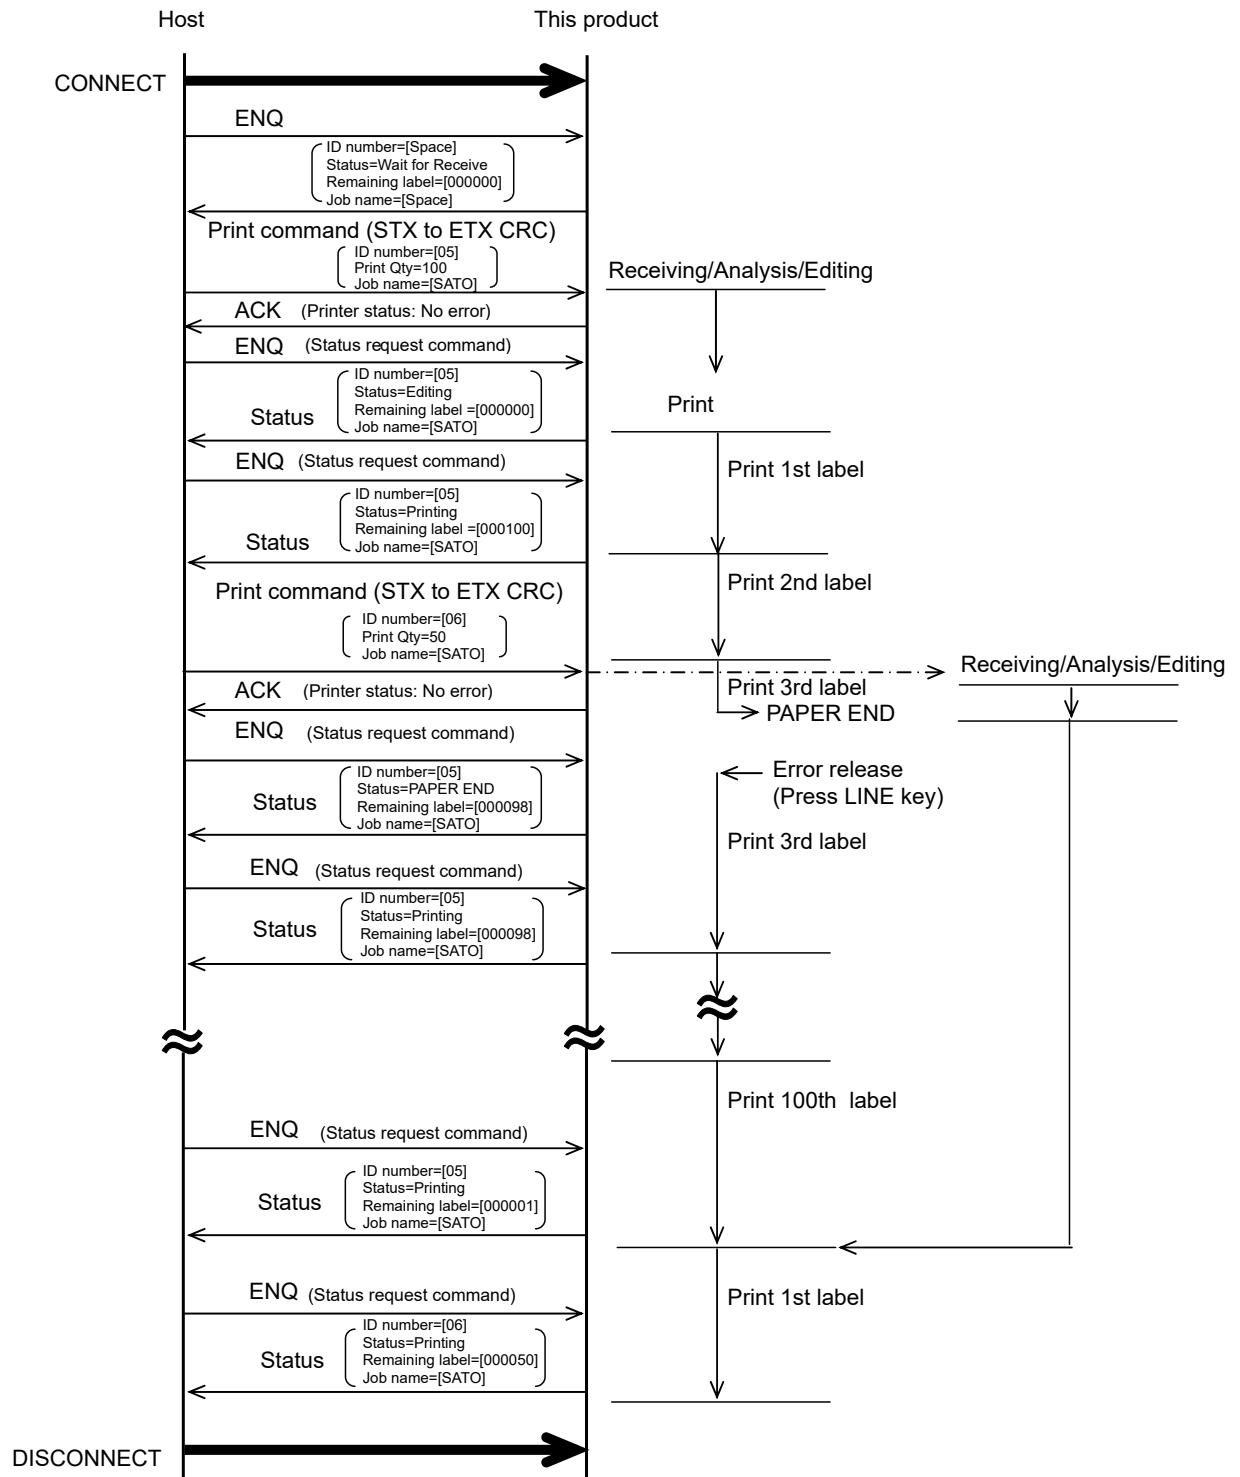 Host
This product
CONNECT
ENQ
ID number=[Space]
Status=Wait for Receive
Remaining label=[000000]
Job name=[Space]
Print command (STX to ETX CRC)
ID number=[05]
Print Qty=100
Job name=[SATO]
Receiving/Analysis/Editing
ACK (Printer status: No error)
ENQ (Status request command)
ID number=[05]
Status=Editing
Remaining label =[000000]
Job name=[SATO]
Status
Print
ENQ (Status request command)
Print 1st label
ID number=[05]
Status=Printing
Remaining label =[000100]
Job name=[SATO]
Status
Print 2nd label
Print command (STX to ETX CRC)
ID number=[06]
Print Qty=50
Job name=[SATO]
Receiving/Analysis/Editing
ACK (Printer status: No error)
Print 3rd label
PAPER END
ENQ (Status request command)
ID number=[05]
Status=PAPER END
Remaining label=[000098]
Job name=[SATO]
Status
Error release
(Press LINE key)
Print 3rd label
ENQ (Status request command)
ID number=[05]
Status=Printing
Remaining label=[000098]
Job name=[SATO]
Status
Print 100th label
ENQ (Status request command)
ID number=[05]
Status=Printing
Remaining label=[000001]
Job name=[SATO]
Status
ENQ (Status request command)
Print 1st label
ID number=[06]
Status=Printing
Remaining label=[000050]
Job name=[SATO]
Status
DISCONNECT